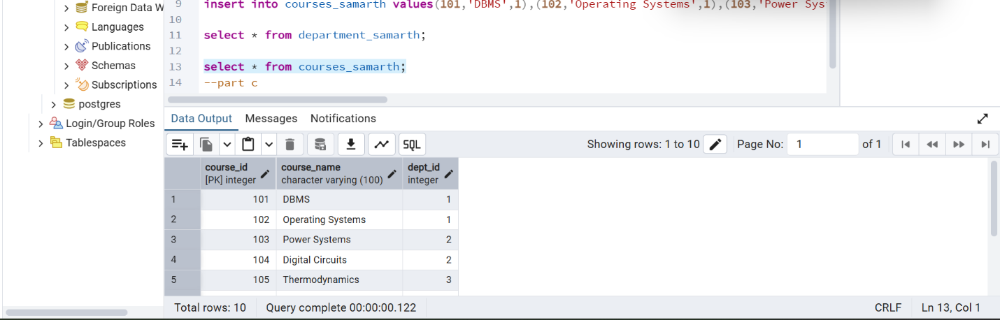 Foreign Data W
Languages
Publications
Schemas
Subscriptions
postgres
Login/Group Roles
Tablespaces
9 insert into courses_samarth values(101,'DBMS',1),(102,'Operating Systems',1),(103,'Power Sys
10
11 select * from department_samarth;
12
13 select * from courses_samarth;
14 --part c
Data Output Messages Notifications
SQL Showing rows: 1 to 10 Page No: 1 of 1
course_id course_name dept_id
[PK] integer character varying (100) integer
1 101 DBMS 1
2 102 Operating Systems 1
3 103 Power Systems 2
4 104 Digital Circuits 2
5 105 Thermodynamics 3
Total rows: 10 Query complete 00:00:00.122 CRLF Ln 13, Col 1